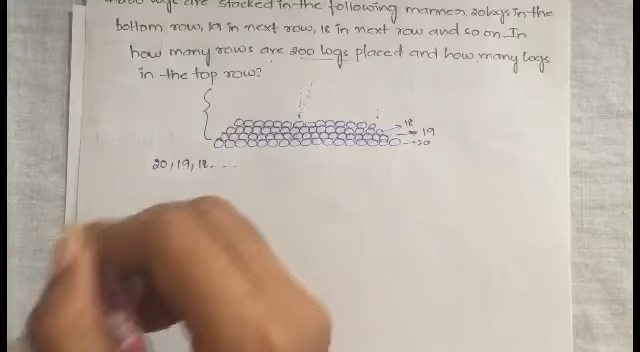 logs are stacked in the following manner, 20 logs in the
bottom row, 19 in next row, 18 in next row and so on. In
how many rows are 200 logs placed and how many logs
in the top row?
18
19
20
20, 19, 18. . . .